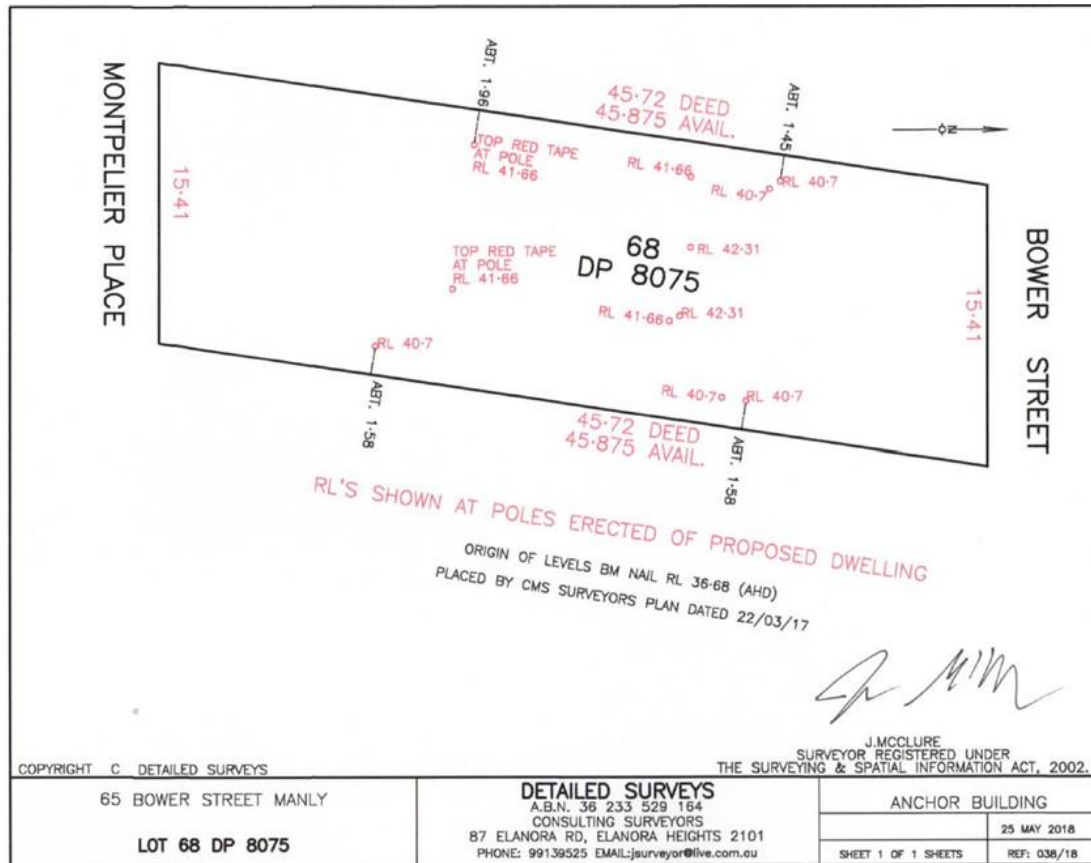 MONTPELIER PLACE
15·41
ABT. 1·96
45·72 DEED
45·875 AVAIL.
ABT. 1·45
N
TOP RED TAPE
AT POLE
RL 41·66
RL 41·66
RL 40·7
RL 40·7
68
DP 8075
RL 42·31
TOP RED TAPE
AT POLE
RL 41·66
RL 41·66
RL 42·31
15·41
BOWER STREET
RL 40·7
RL 40·7
RL 40·7
ABT. 1·58
45·72 DEED
45·875 AVAIL.
ABT. 1·58
RL'S SHOWN AT POLES ERECTED OF PROPOSED DWELLING
ORIGIN OF LEVELS BM NAIL RL 36·68 (AHD)
PLACED BY CMS SURVEYORS PLAN DATED 22/03/17
J.MCCLURE
SURVEYOR REGISTERED UNDER
THE SURVEYING & SPATIAL INFORMATION ACT, 2002.
COPYRIGHT C DETAILED SURVEYS
65 BOWER STREET MANLY
LOT 68 DP 8075
DETAILED SURVEYS
A.B.N. 36 233 529 164
CONSULTING SURVEYORS
87 ELANORA RD, ELANORA HEIGHTS 2101
PHONE: 99139525 EMAIL:jsurveyor@live.com.au
ANCHOR BUILDING
25 MAY 2018
SHEET 1 OF 1 SHEETS
REF: 038/18